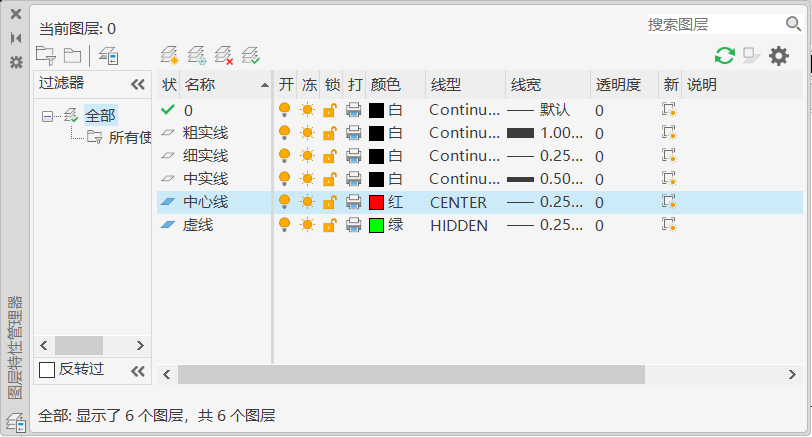 当前图层: 0
搜索图层
过滤器
全部
所有使
反转过
状 名称 开 冻 锁 打 颜色 线型 线宽 透明度 新 说明
0 白 Continu... 默认 0
粗实线 白 Continu... 1.00... 0
细实线 白 Continu... 0.25... 0
中实线 白 Continu... 0.50... 0
中心线 红 CENTER 0.25... 0
虚线 绿 HIDDEN 0.25... 0
图层特性管理器
全部: 显示了 6 个图层，共 6 个图层